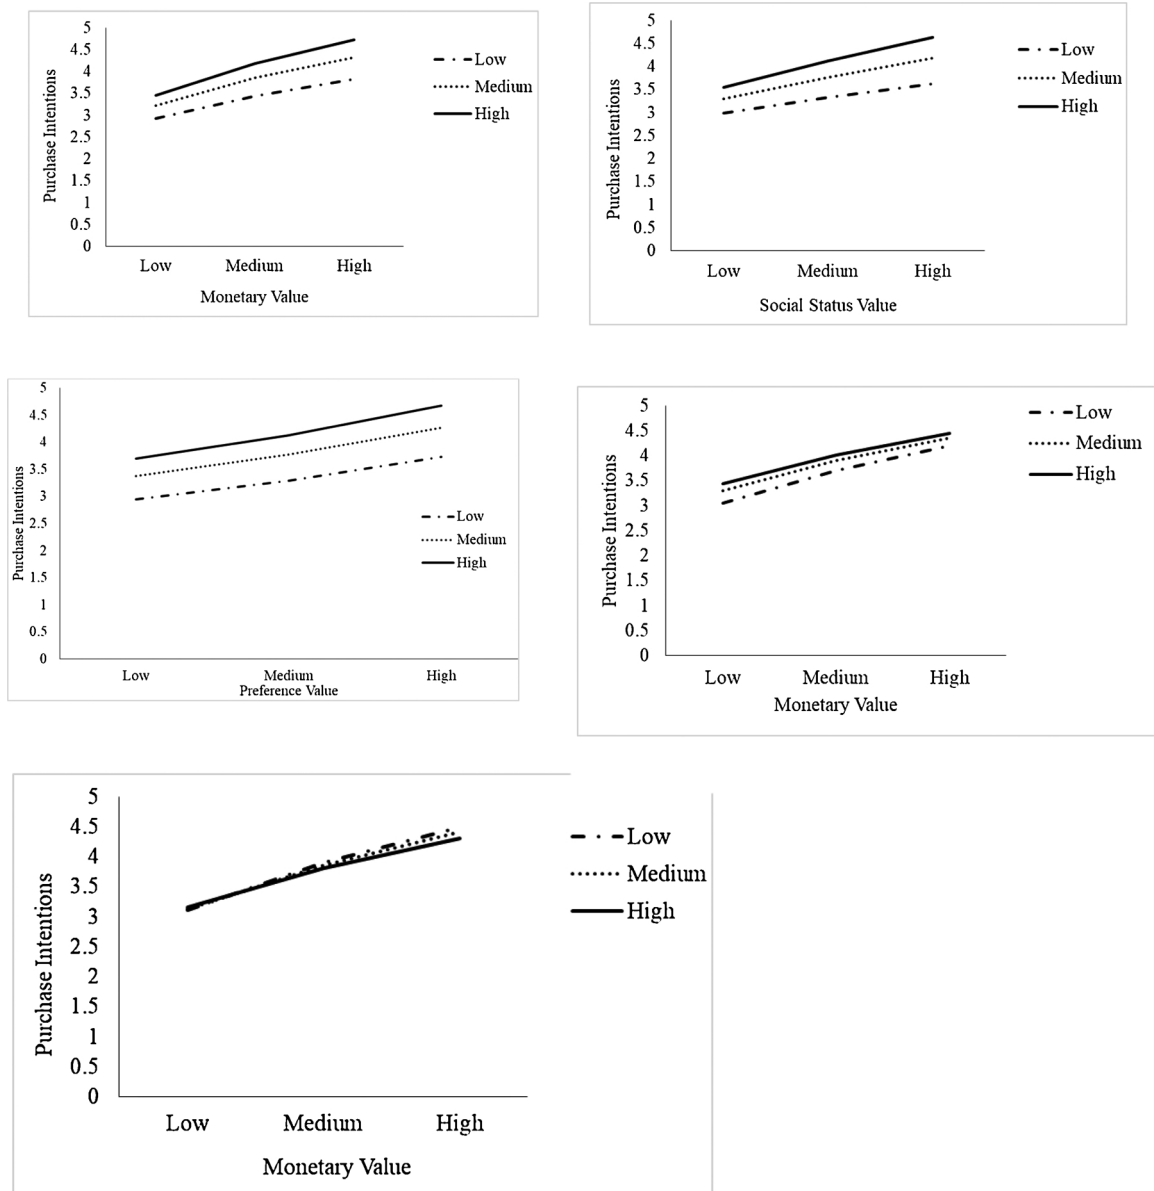 5
4.5
4
3.5
3
2.5
2
1.5
1
0.5
0
Purchase Intentions
Low
Medium
High
Low Medium High
Monetary Value
5
4.5
4
3.5
3
2.5
2
1.5
1
0.5
0
Purchase Intentions
Low
Medium
High
Low Medium High
Social Status Value
5
4.5
4
3.5
3
2.5
2
1.5
1
0.5
0
Purchase Intentions
Low
Medium
High
Low Medium High
Preference Value
5
4.5
4
3.5
3
2.5
2
1.5
1
0.5
0
Purchase Intentions
Low
Medium
High
Low Medium High
Monetary Value
5
4.5
4
3.5
3
2.5
2
1.5
1
0.5
0
Purchase Intentions
Low
Medium
High
Low Medium High
Monetary Value